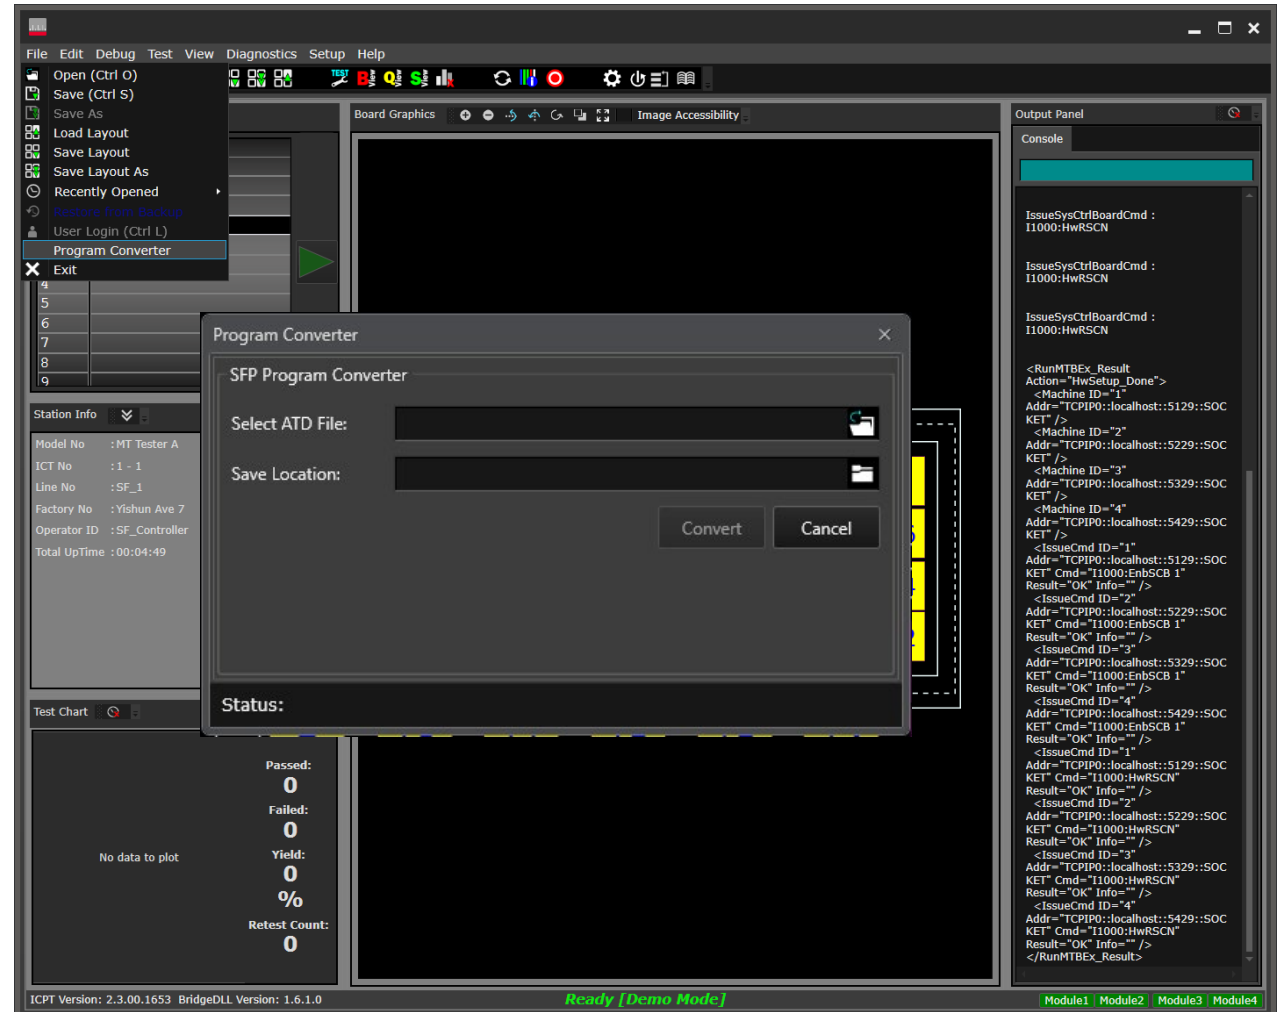 File Edit Debug Test View Diagnostics Setup Help
Open (Ctrl O)
Save (Ctrl S)
Save As
Load Layout
Save Layout
Save Layout As
Recently Opened
User Login (Ctrl L)
Program Converter
Exit
4
5
6
7
8
9
Board Graphics
Image Accessibility
Program Converter
SFP Program Converter
Select ATD File:
Save Location:
Convert Cancel
Status:
Station Info
Model No : MT Tester A
ICT No : 1 - 1
Line No : SF_1
Factory No : Yishun Ave 7
Operator ID : SF_Controller
Total UpTime : 00:04:49
Test Chart
No data to plot
Passed:
0
Failed:
0
Yield:
0
%
Retest Count:
0
Output Panel
Console
IssueSysCtrlBoardCmd :
I1000:HwRSCN
IssueSysCtrlBoardCmd :
I1000:HwRSCN
IssueSysCtrlBoardCmd :
I1000:HwRSCN
<RunMTBEx_Result
Action="HwSetup_Done">
<Machine ID="1"
Addr="TCPIP0::localhost::5129::SOC
KET" />
<Machine ID="2"
Addr="TCPIP0::localhost::5229::SOC
KET" />
<Machine ID="3"
Addr="TCPIP0::localhost::5329::SOC
KET" />
<Machine ID="4"
Addr="TCPIP0::localhost::5429::SOC
KET" />
<IssueCmd ID="1"
Addr="TCPIP0::localhost::5129::SOC
KET" Cmd="I1000:EnbSCB 1"
Result="OK" Info="" />
<IssueCmd ID="2"
Addr="TCPIP0::localhost::5229::SOC
KET" Cmd="I1000:EnbSCB 1"
Result="OK" Info="" />
<IssueCmd ID="3"
Addr="TCPIP0::localhost::5329::SOC
KET" Cmd="I1000:EnbSCB 1"
Result="OK" Info="" />
<IssueCmd ID="4"
Addr="TCPIP0::localhost::5429::SOC
KET" Cmd="I1000:EnbSCB 1"
Result="OK" Info="" />
<IssueCmd ID="1"
Addr="TCPIP0::localhost::5129::SOC
KET" Cmd="I1000:HwRSCN"
Result="OK" Info="" />
<IssueCmd ID="2"
Addr="TCPIP0::localhost::5229::SOC
KET" Cmd="I1000:HwRSCN"
Result="OK" Info="" />
<IssueCmd ID="3"
Addr="TCPIP0::localhost::5329::SOC
KET" Cmd="I1000:HwRSCN"
Result="OK" Info="" />
<IssueCmd ID="4"
Addr="TCPIP0::localhost::5429::SOC
KET" Cmd="I1000:HwRSCN"
Result="OK" Info="" />
</RunMTBEx_Result>
ICPT Version: 2.3.00.1653 BridgeDLL Version: 1.6.1.0
Ready [Demo Mode]
Module1 Module2 Module3 Module4